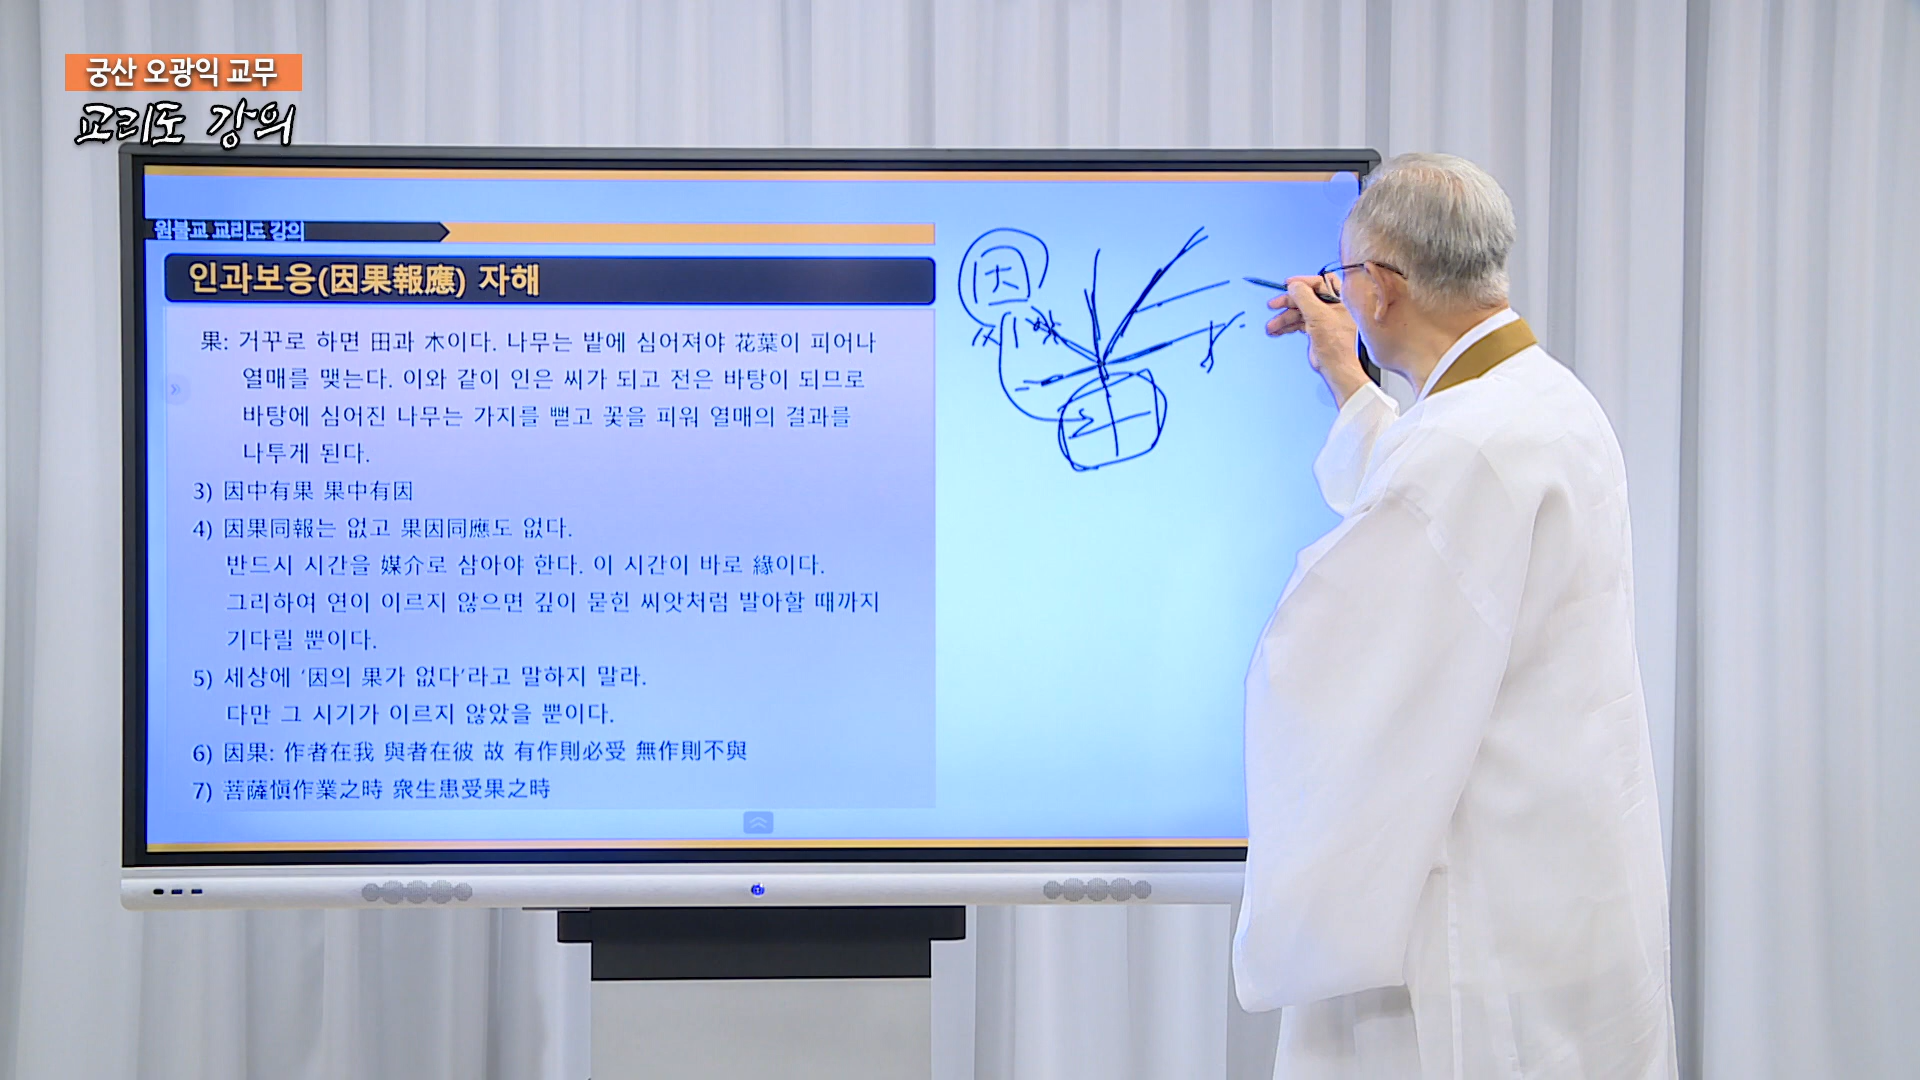 궁산 오광익 교무
교리도 강의
원불교 교리도 강의
인과보응(因果報應) 자해
果: 거꾸로 하면 田과 木이다. 나무는 밭에 심어져야 花葉이 피어나
열매를 맺는다. 이와 같이 인은 씨가 되고 전은 바탕이 되므로
바탕에 심어진 나무는 가지를 뻗고 꽃을 피워 열매의 결과를
나투게 된다.
3) 因中有果 果中有因
4) 因果同報는 없고 果因同應도 없다.
반드시 시간을 媒介로 삼아야 한다. 이 시간이 바로 緣이다.
그리하여 연이 이르지 않으면 깊이 묻힌 씨앗처럼 발아할 때까지
기다릴 뿐이다.
5) 세상에 '因의 果가 없다'라고 말하지 말라.
다만 그 시기가 이르지 않았을 뿐이다.
6) 因果: 作者在我 與者在彼 故 有作則必受 無作則不與
7) 菩薩愼作業之時 衆生患受果之時
因